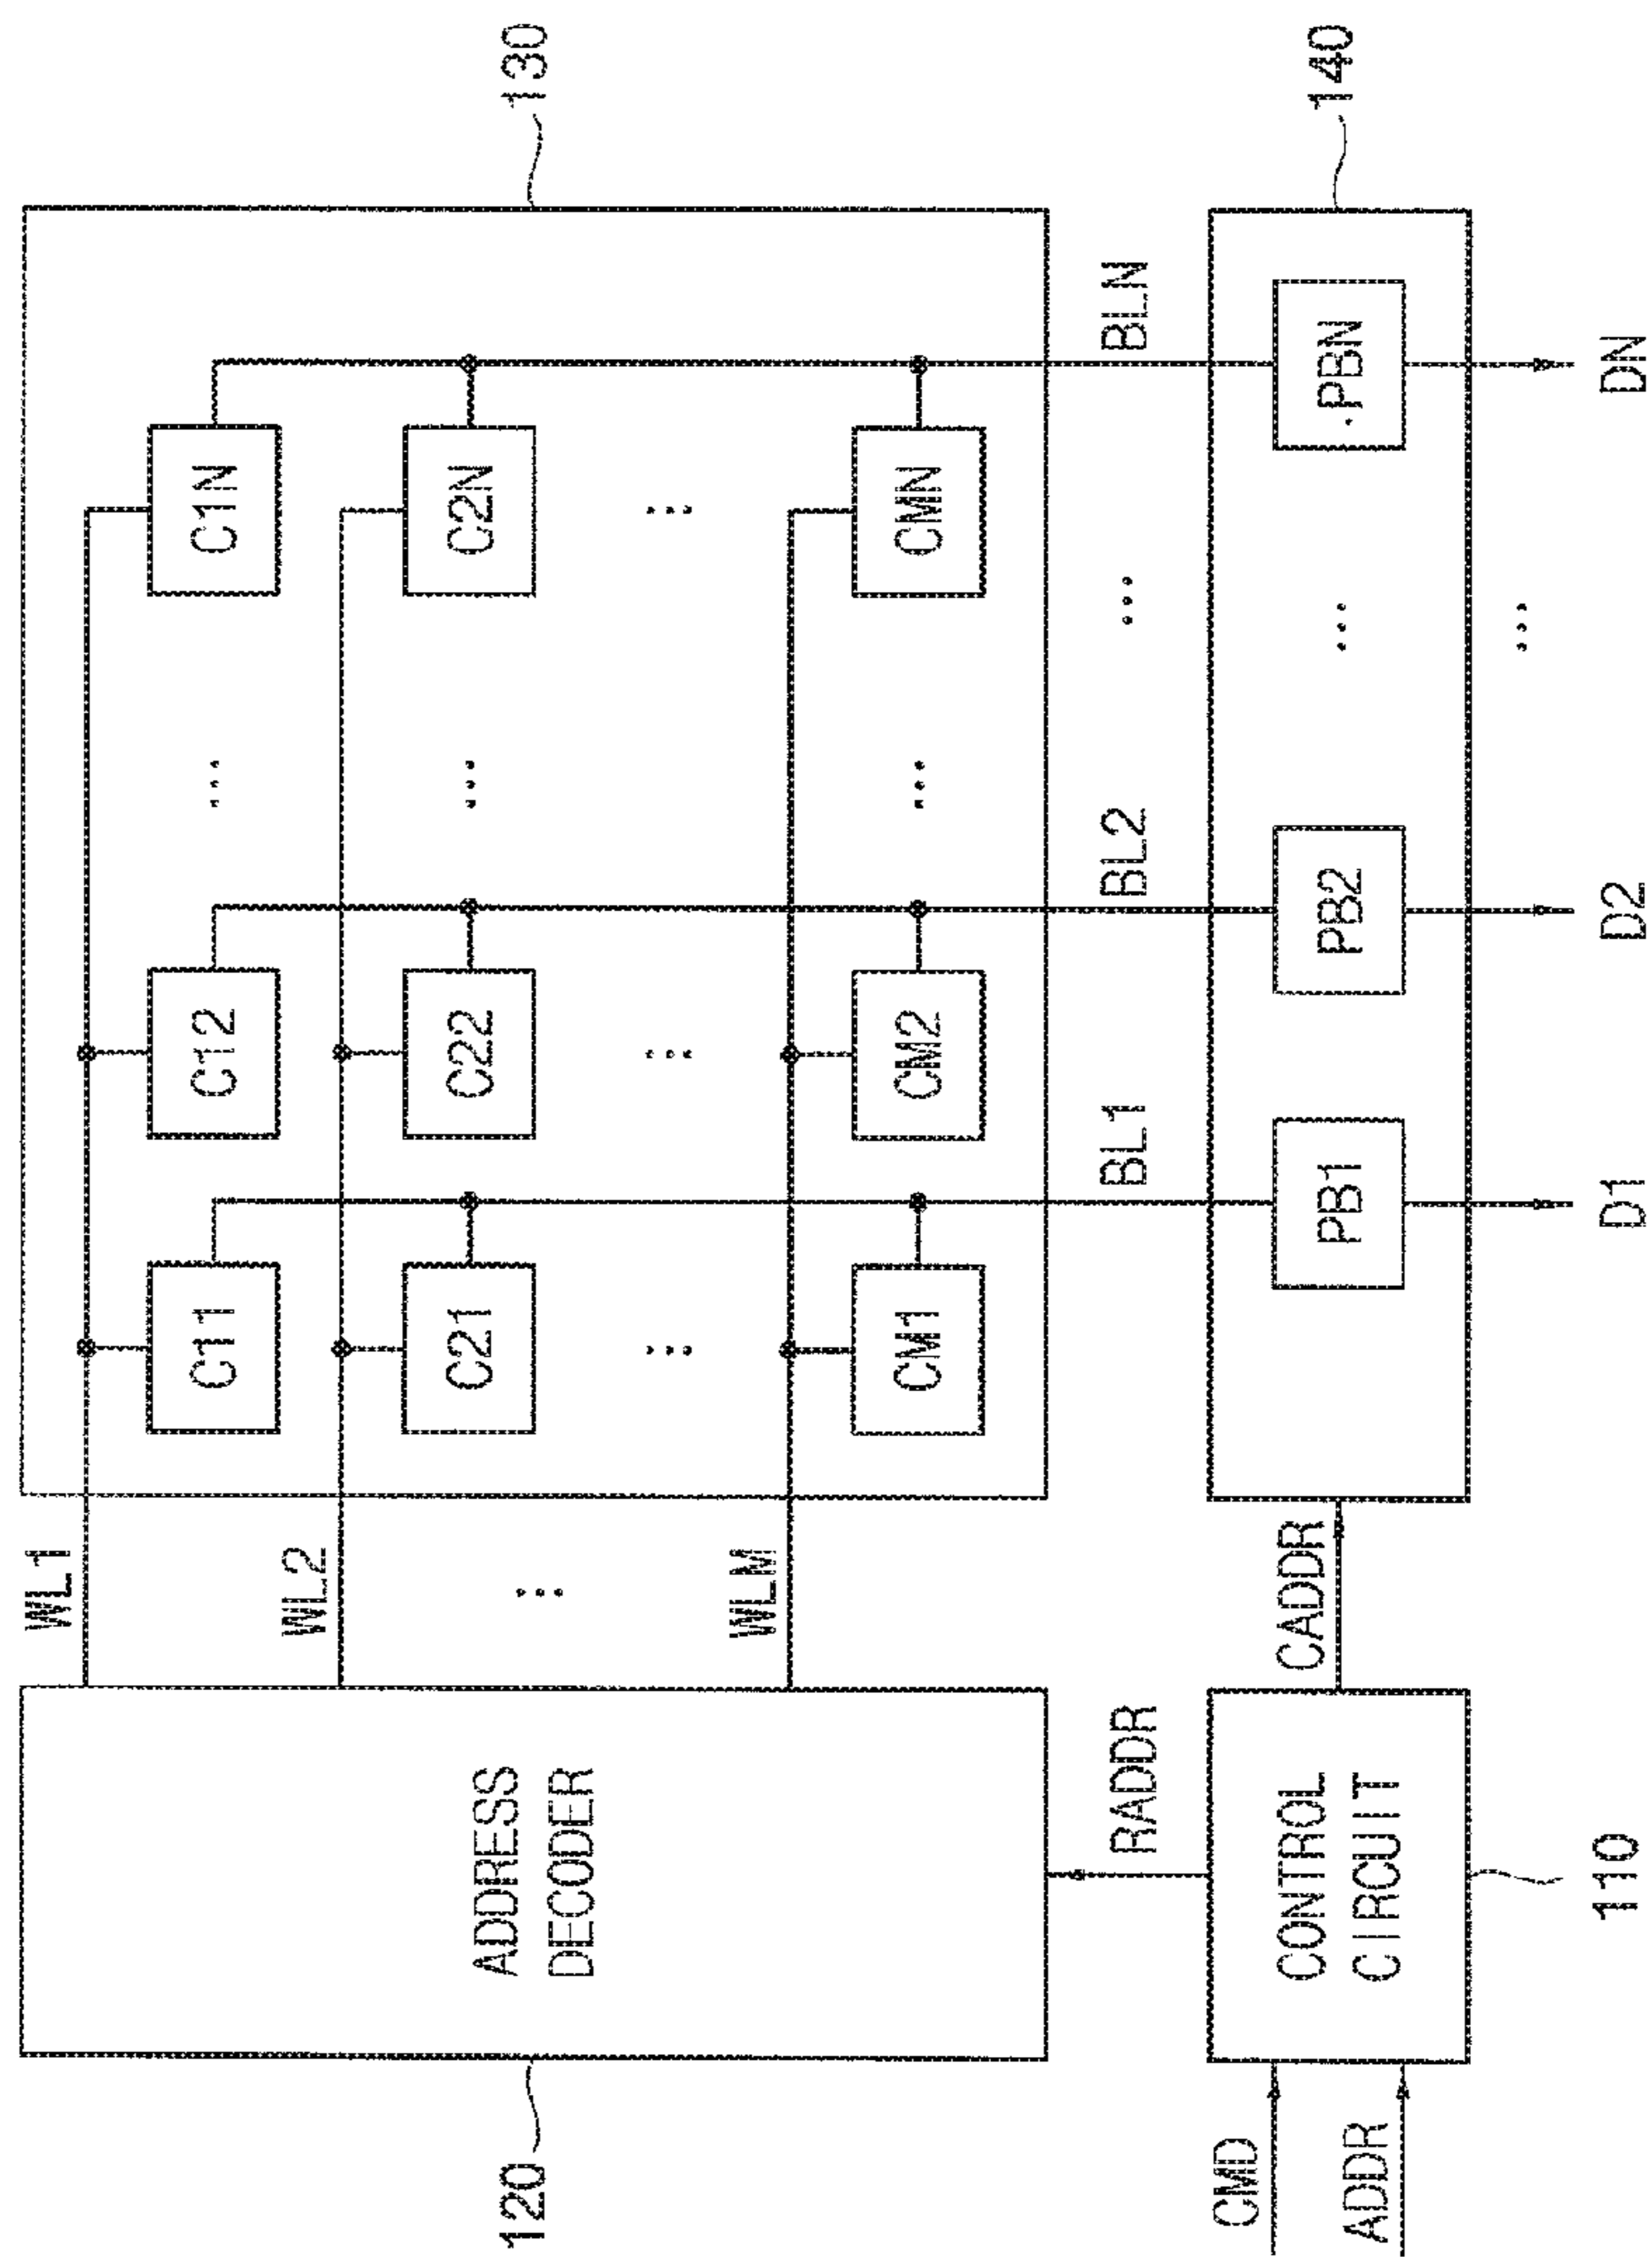 120
130
ADDRESS
DECODER
WL1
WL2
...
WLM
C11
C12
...
C1N
C21
C22
...
C2N
...
...
...
CM1
CM2
...
CMN
RADDR
BL1
BL2
...
BLN
CMD
ADDR
CONTROL
CIRCUIT
110
CADDR
PB1
PB2
...
PBN
140
D1
D2
...
DN